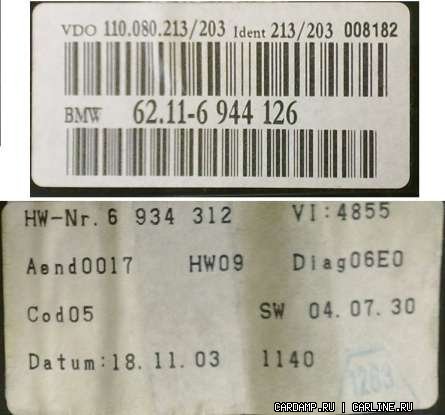 VDO 110.080.213/203 Ident 213/203 008182
BMW 62.11-6 944 126
HW-Nr.6 934 312 VI:4855
Aend0017 HW09 Diag06E0
Cod05 SW 04.07.30
Datum:18.11.03 1140
1203
CARDAMP.RU | CARLINE.RU